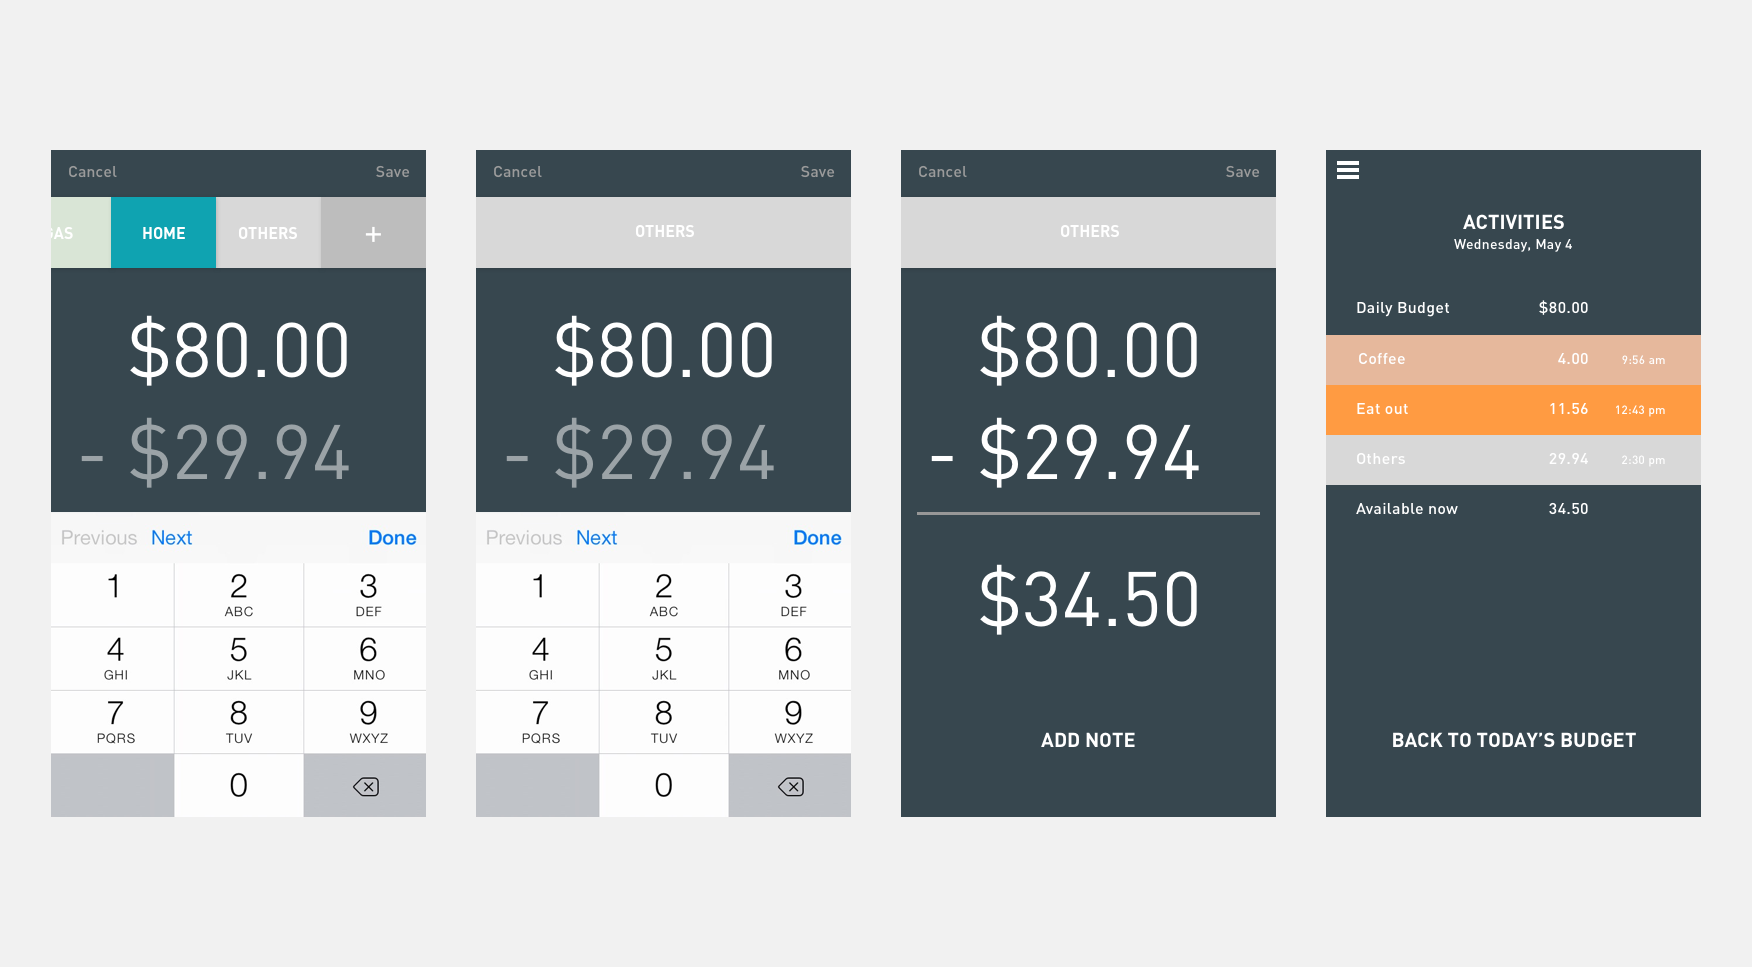 Cancel Save
HOME OTHERS +
$80.00
- $29.94
Previous Next Done
1 2 3
ABC DEF
4 5 6
GHI JKL MNO
7 8 9
PQRS TUV WXYZ
0
Cancel Save
OTHERS
$80.00
- $29.94
Previous Next Done
1 2 3
ABC DEF
4 5 6
GHI JKL MNO
7 8 9
PQRS TUV WXYZ
0
Cancel Save
OTHERS
$80.00
- $29.94
$34.50
ADD NOTE
ACTIVITIES
Wednesday, May 4
Daily Budget $80.00
Coffee 4.00 9:56 am
Eat out 11.56 12:43 pm
Others 29.94 2:30 pm
Available now 34.50
BACK TO TODAY'S BUDGET